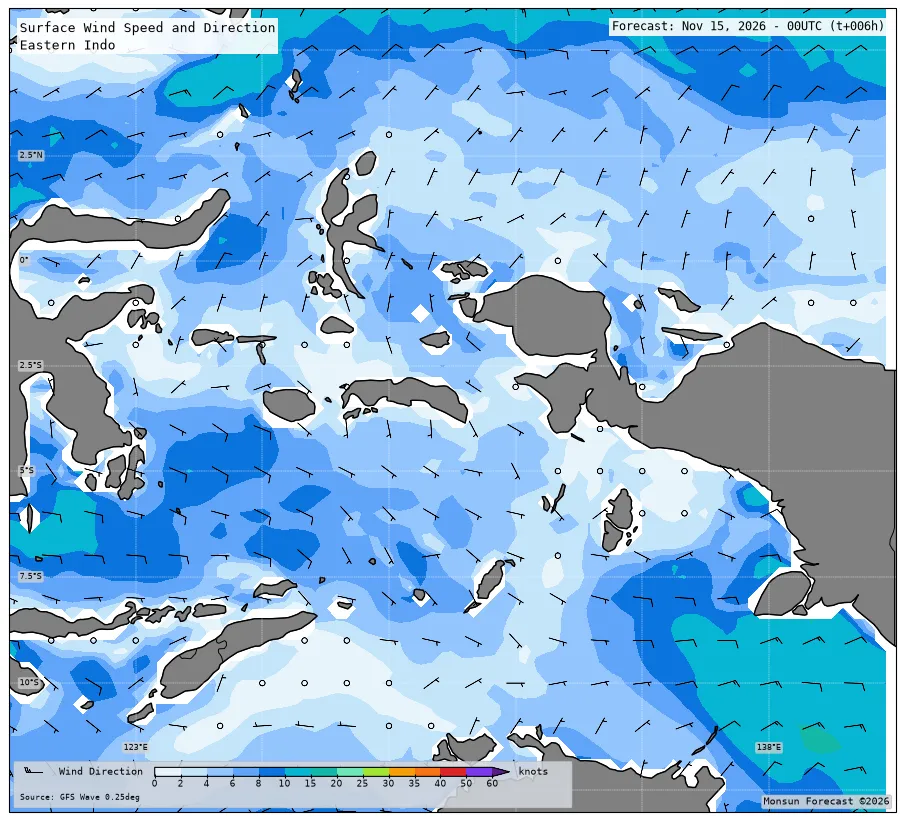 Surface Wind Speed and Direction
Eastern Indo
Forecast: Nov 15, 2026 - 00UTC (t+006h)
2.5°N
0°
2.5°S
5°S
7.5°S
10°S
123°E
138°E
Wind Direction
0 2 4 6 8 10 15 20 25 30 35 40 50 60
knots
Source: GFS Wave 0.25deg
Monsun Forecast ©2026